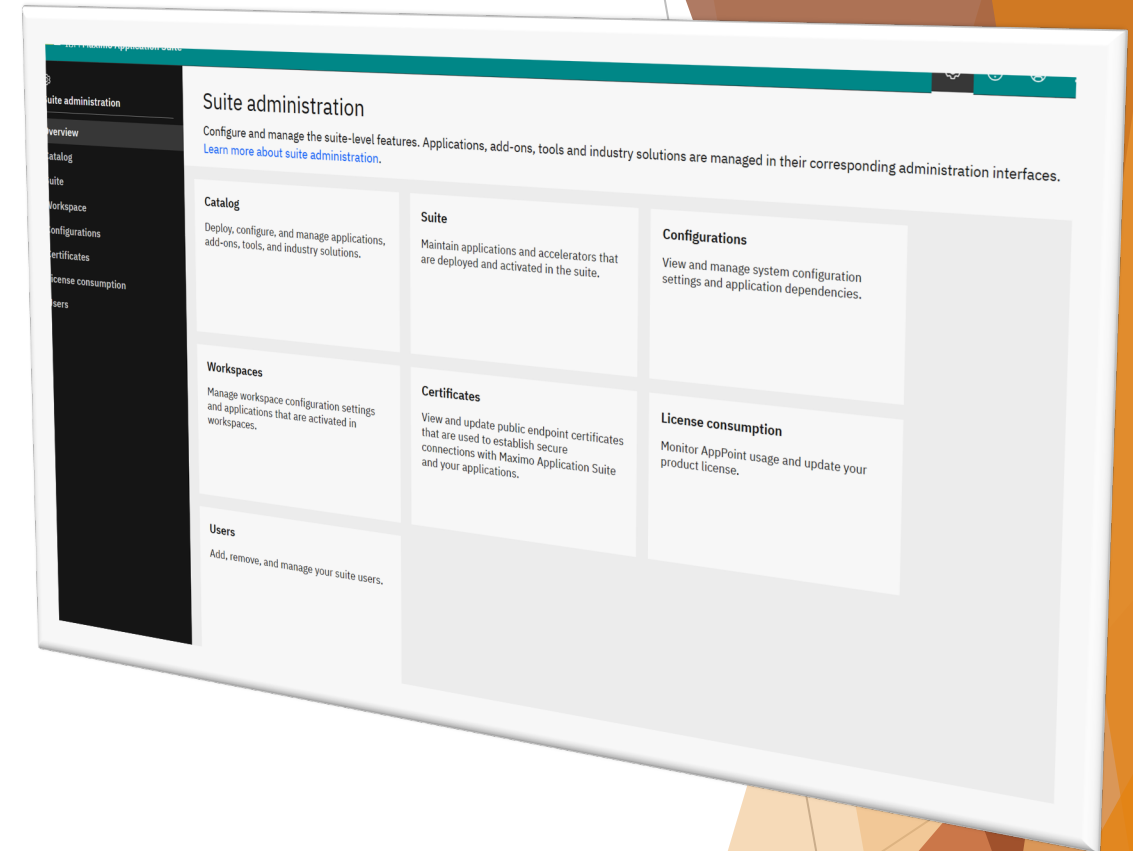 Maximo Application Suite
Suite administration
Overview
Catalog
Suite
Workspace
Configurations
Certificates
License consumption
Users
Suite administration
Configure and manage the suite-level features. Applications, add-ons, tools and industry solutions are managed in their corresponding administration interfaces.
Learn more about suite administration.
Catalog
Deploy, configure, and manage applications,
add-ons, tools, and industry solutions.
Suite
Maintain applications and accelerators that
are deployed and activated in the suite.
Configurations
View and manage system configuration
settings and application dependencies.
Workspaces
Manage workspace configuration settings
and applications that are activated in
workspaces.
Certificates
View and update public endpoint certificates
that are used to establish secure
connections with Maximo Application Suite
and your applications.
License consumption
Monitor AppPoint usage and update your
product license.
Users
Add, remove, and manage your suite users.